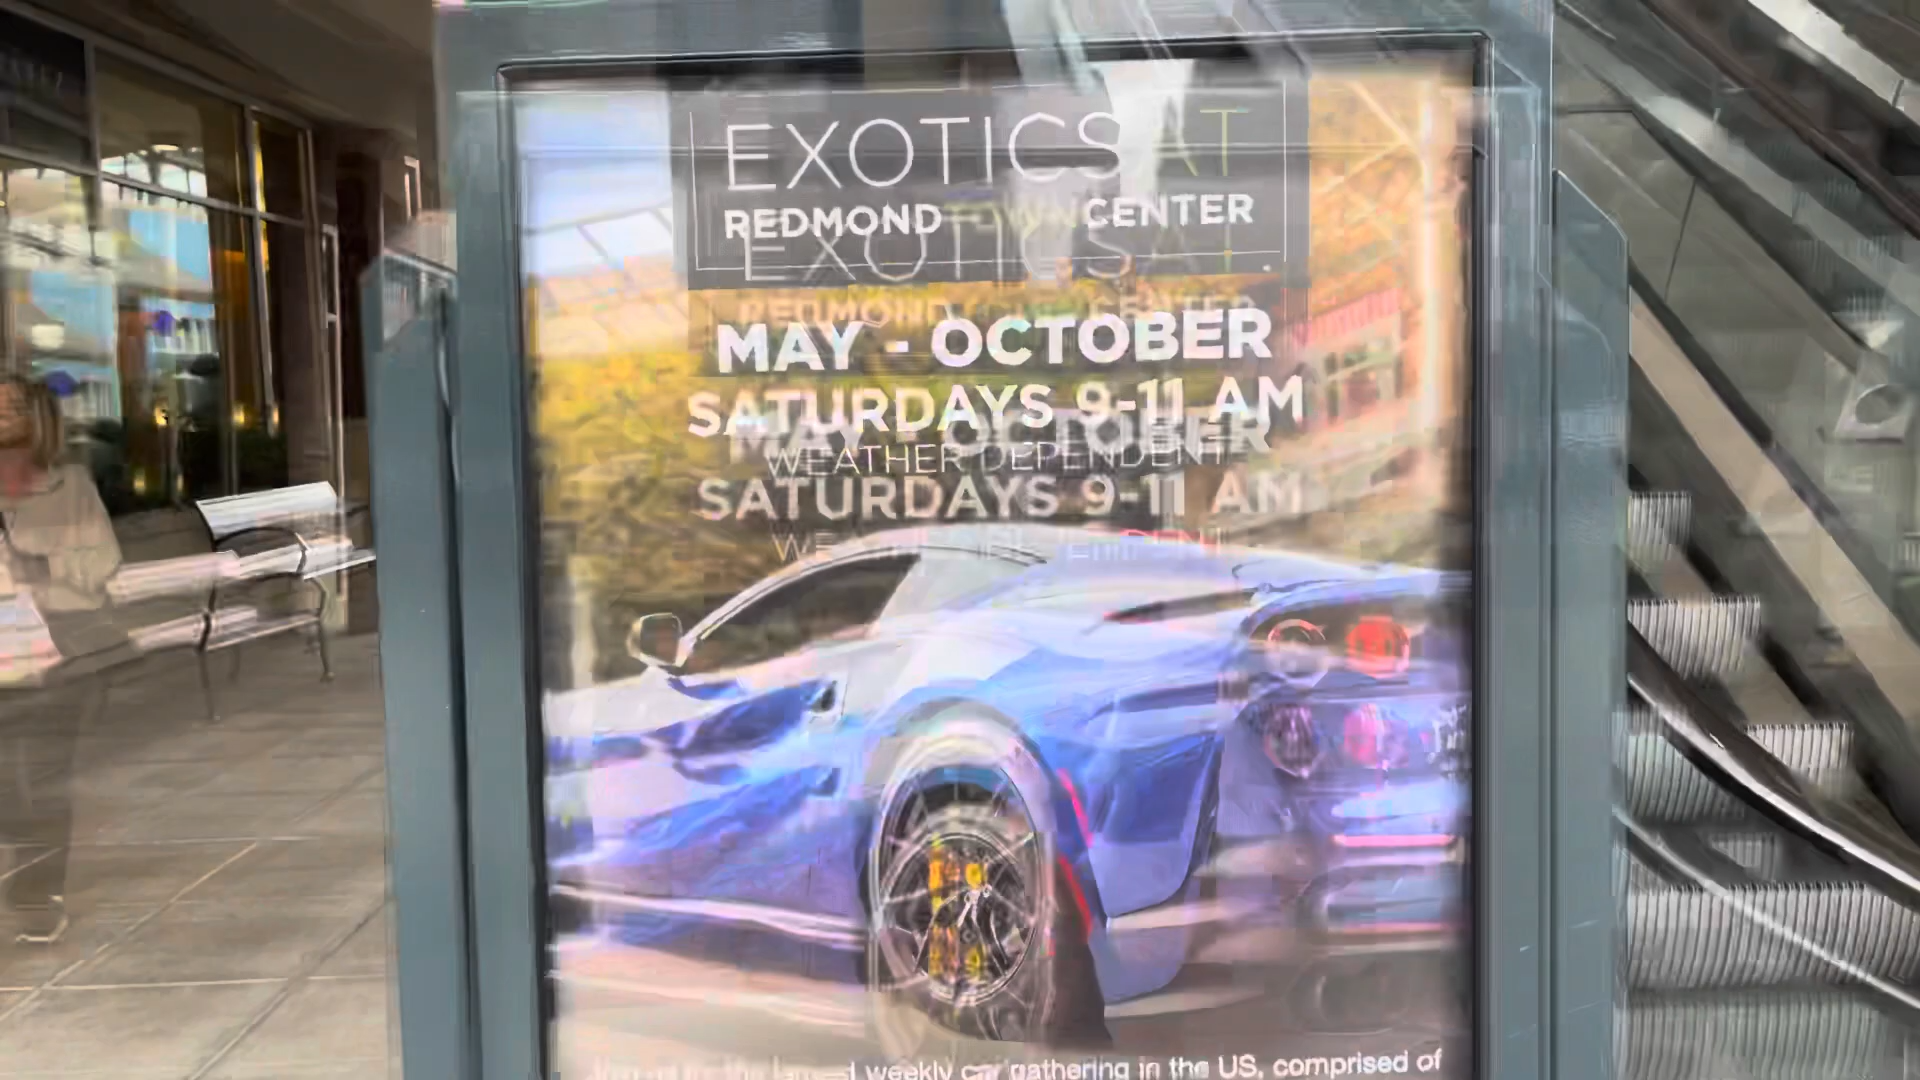 EXOTICS AT
REDMOND TOWN CENTER
MAY - OCTOBER
SATURDAYS 9-11 AM
WEATHER DEPENDENT
weekly car gathering in the US, comprised of